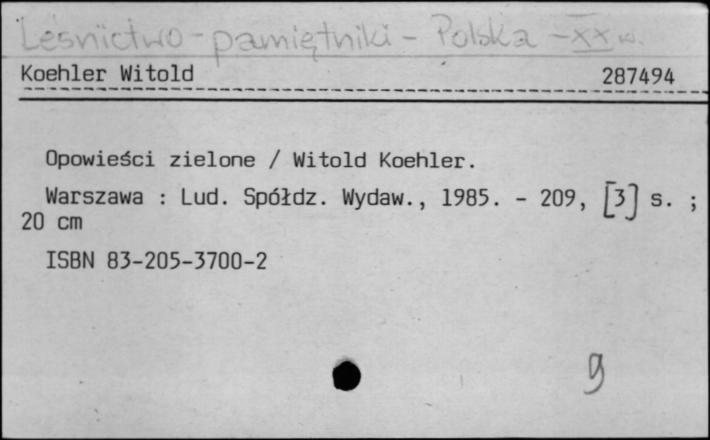 Leśnictwo - pamiętniki - Polska - XX w.
Koehler Witold 287494
Opowieści zielone / Witold Koehler.
Warszawa : Lud. Spółdz. Wydaw., 1985. - 209, [3] s. ;
20 cm
ISBN 83-205-3700-2
9